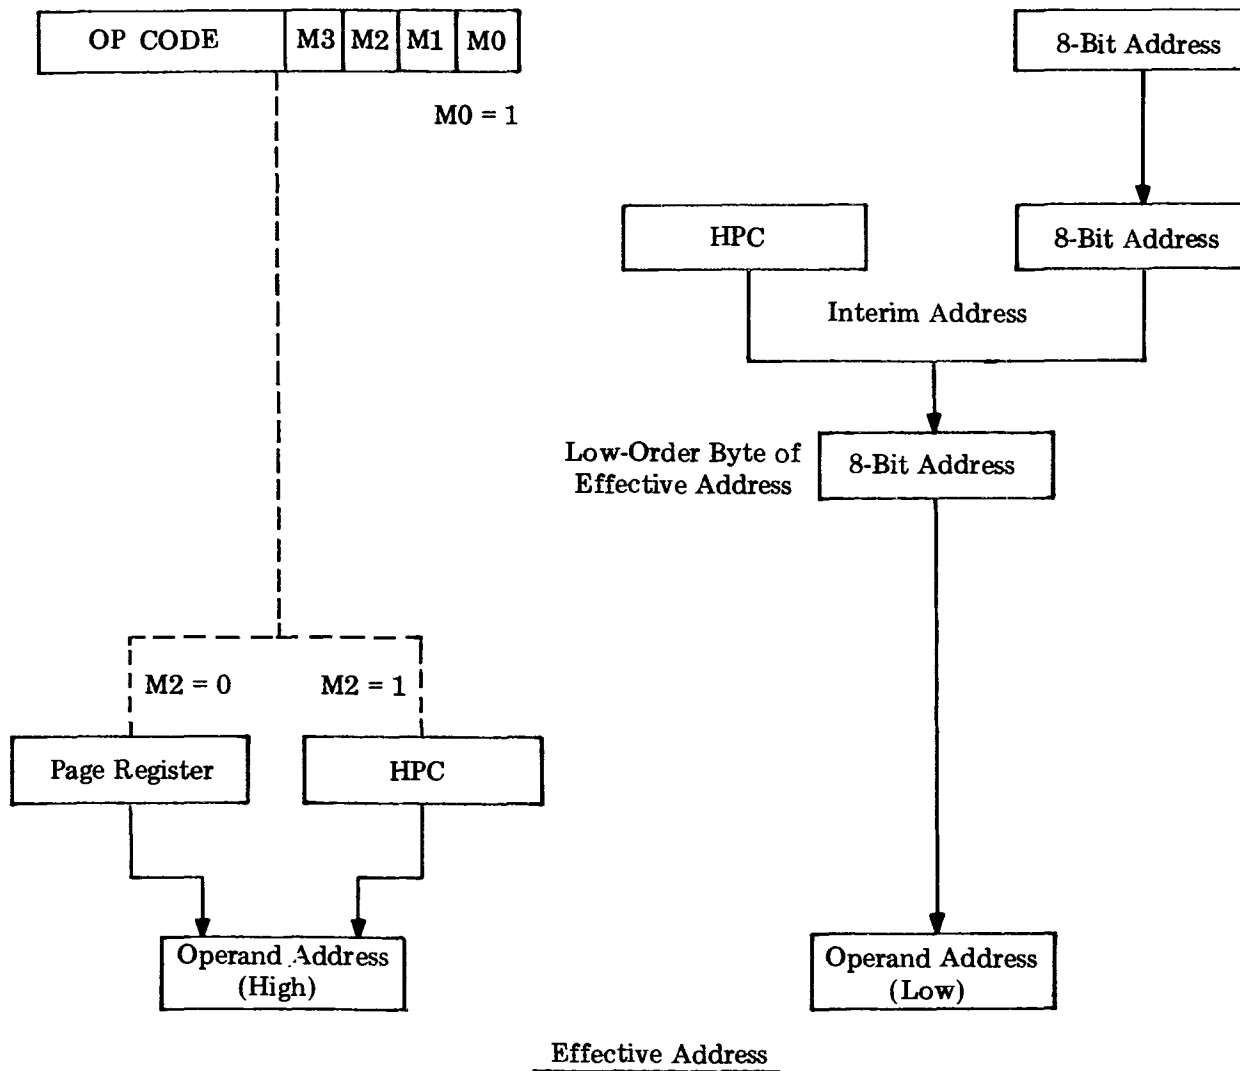 OP CODE M3 M2 M1 M0
8-Bit Address
M0 = 1
HPC
8-Bit Address
Interim Address
Low-Order Byte of
Effective Address
8-Bit Address
M2 = 0
M2 = 1
Page Register
HPC
Operand Address
(High)
Operand Address
(Low)
Effective Address